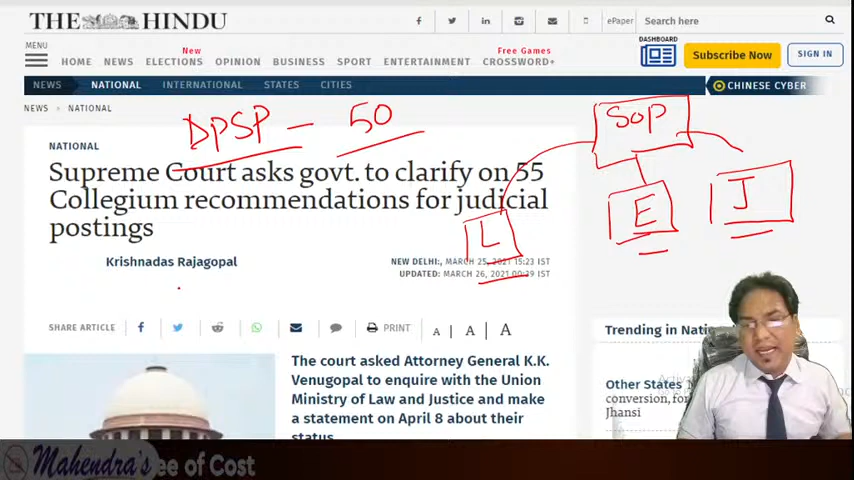 THE HINDU
ePaper
Search here
MENU
HOME
NEWS
New
ELECTIONS
OPINION
BUSINESS
SPORT
ENTERTAINMENT
Free Games
CROSSWORD+
DASHBOARD
Subscribe Now
SIGN IN
NEWS
NATIONAL
INTERNATIONAL
STATES
CITIES
CHINESE CYBER
NEWS
NATIONAL
DPSP - 50
SOP
L
E
J
NATIONAL
Supreme Court asks govt. to clarify on 55
Collegium recommendations for judicial
postings
Krishnadas Rajagopal
NEW DELHI:, MARCH 25, 2021 15:23 IST
UPDATED: MARCH 26, 2021 00:39 IST
SHARE ARTICLE
PRINT
A
A
A
The court asked Attorney General K.K.
Venugopal to enquire with the Union
Ministry of Law and Justice and make
a statement on April 8 about their
status
Trending in Nati
Other States
conversion, for
Jhansi
Mahendra's
ee of Cost